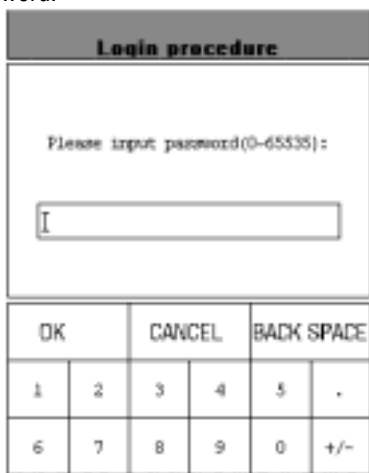 Login procedure
Please input password(0-65535):
OK CANCEL BACK SPACE
1 2 3 4 5 .
6 7 8 9 0 +/-